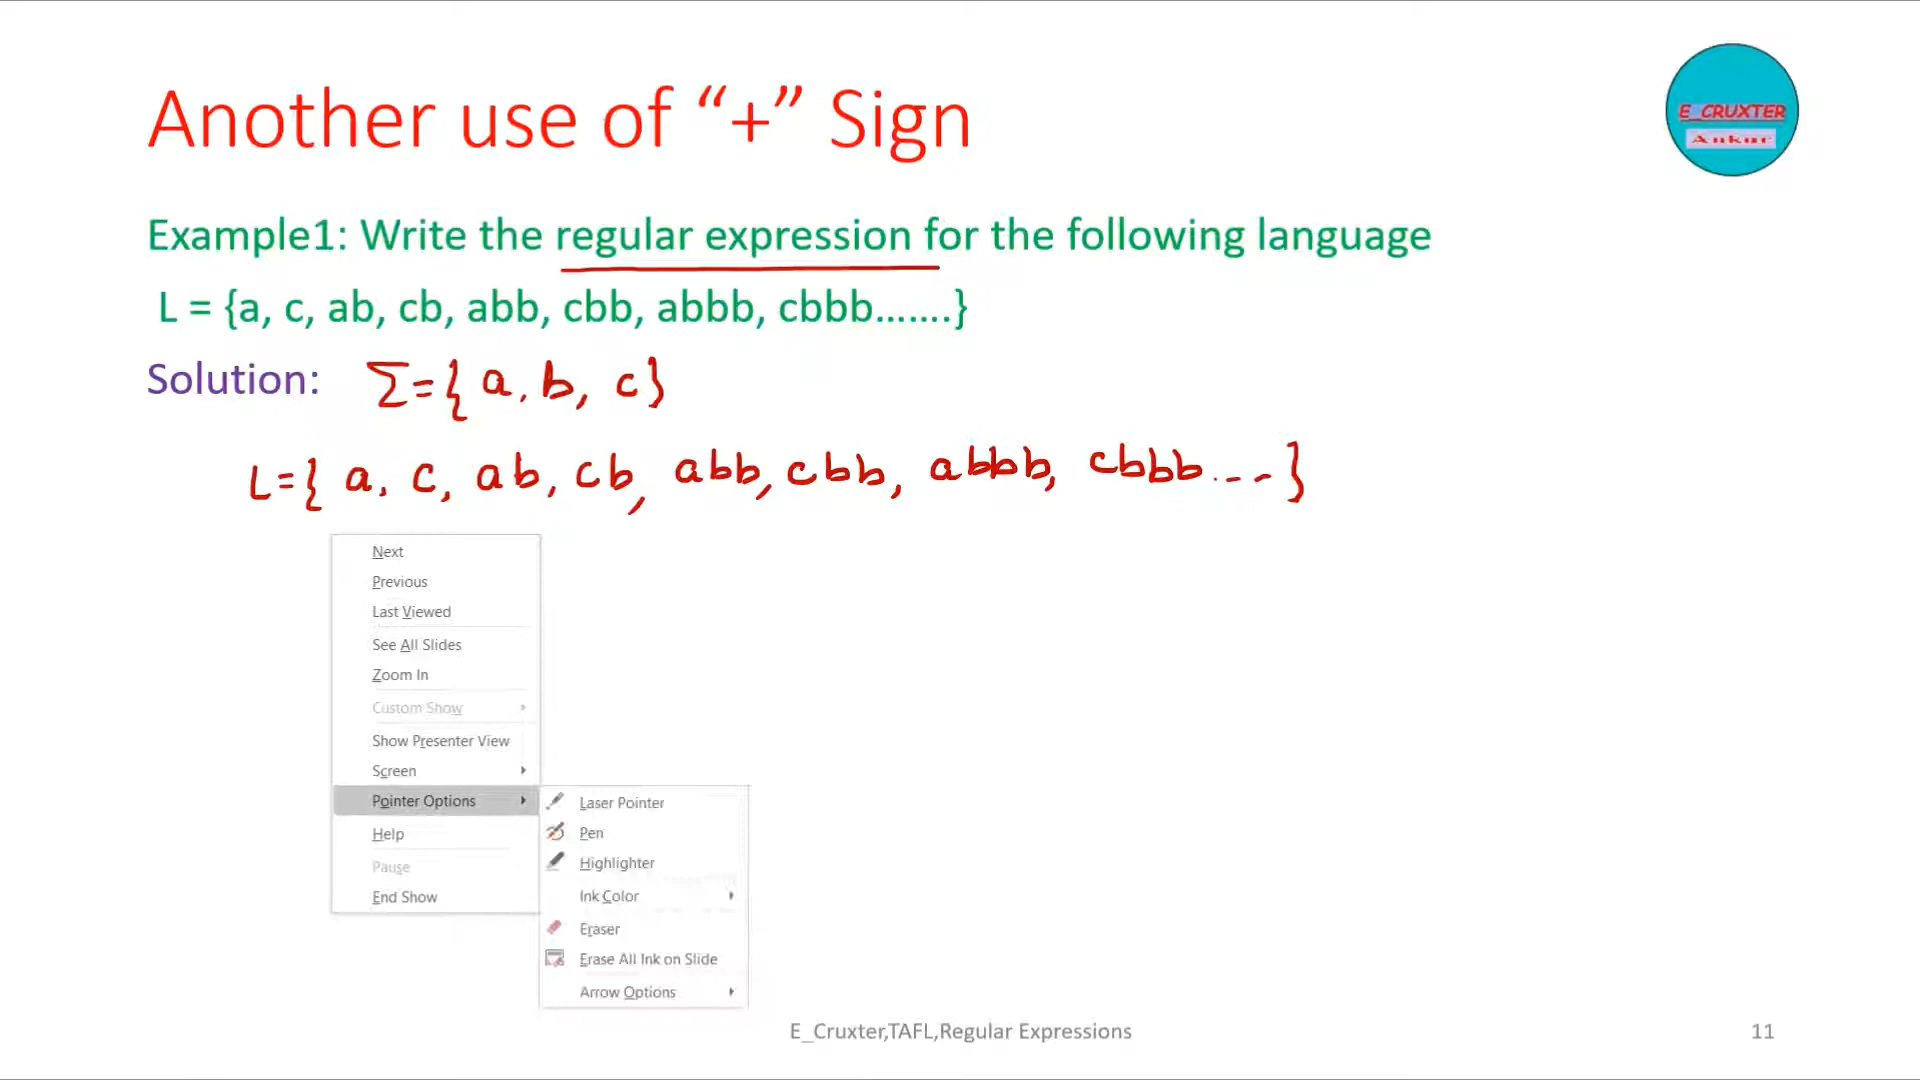 Another use of “+” Sign
E_CRUXTER
Ankur
Example1: Write the regular expression for the following language
L = {a, c, ab, cb, abb, cbb, abbb, cbbb.......}
Solution: Σ={ a, b, c}
L={ a, c, ab, cb, abb, cbb, abbb, cbbb... }
Next
Previous
Last Viewed
See All Slides
Zoom In
Custom Show
Show Presenter View
Screen
Pointer Options
Help
Pause
End Show
Laser Pointer
Pen
Highlighter
Ink Color
Eraser
Erase All Ink on Slide
Arrow Options
E_Cruxter,TAFL,Regular Expressions
11